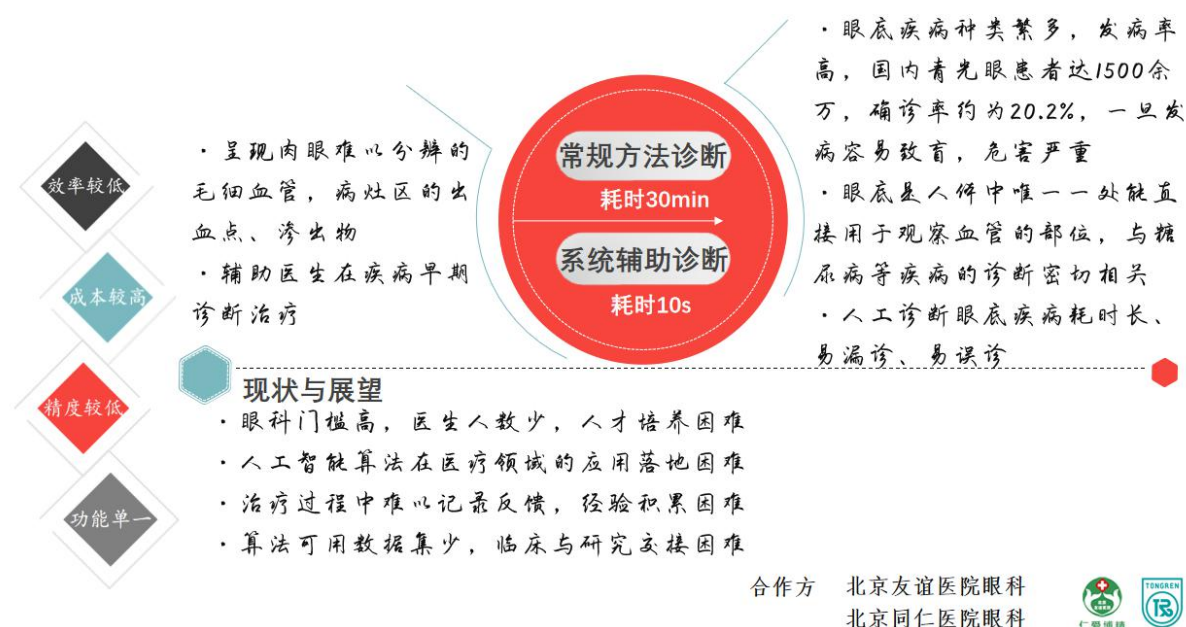 效率较低
成本较高
精度较低
功能单一
· 呈现肉眼难以分辨的
毛细血管，病灶区的出
血点、渗出物
· 辅助医生在疾病早期
诊断治疗
常规方法诊断
耗时30min
系统辅助诊断
耗时10s
· 眼底疾病种类繁多，发病率
高，国内青光眼患者达1500余
万，确诊率约为20.2%，一旦发
病容易致盲，危害严重
· 眼底是人体中唯一一处能直
接用于观察血管的部位，与糖
尿病等疾病的诊断密切相关
· 人工诊断眼底疾病耗时长、
易漏诊、易误诊
现状与展望
· 眼科门槛高，医生人数少，人才培养困难
· 人工智能算法在医疗领域的应用落地困难
· 治疗过程中难以记录反馈，经验积累困难
· 算法可用数据集少，临床与研究交接困难
合作方 北京友谊医院眼科
北京同仁医院眼科
仁爱博精
TONGREN